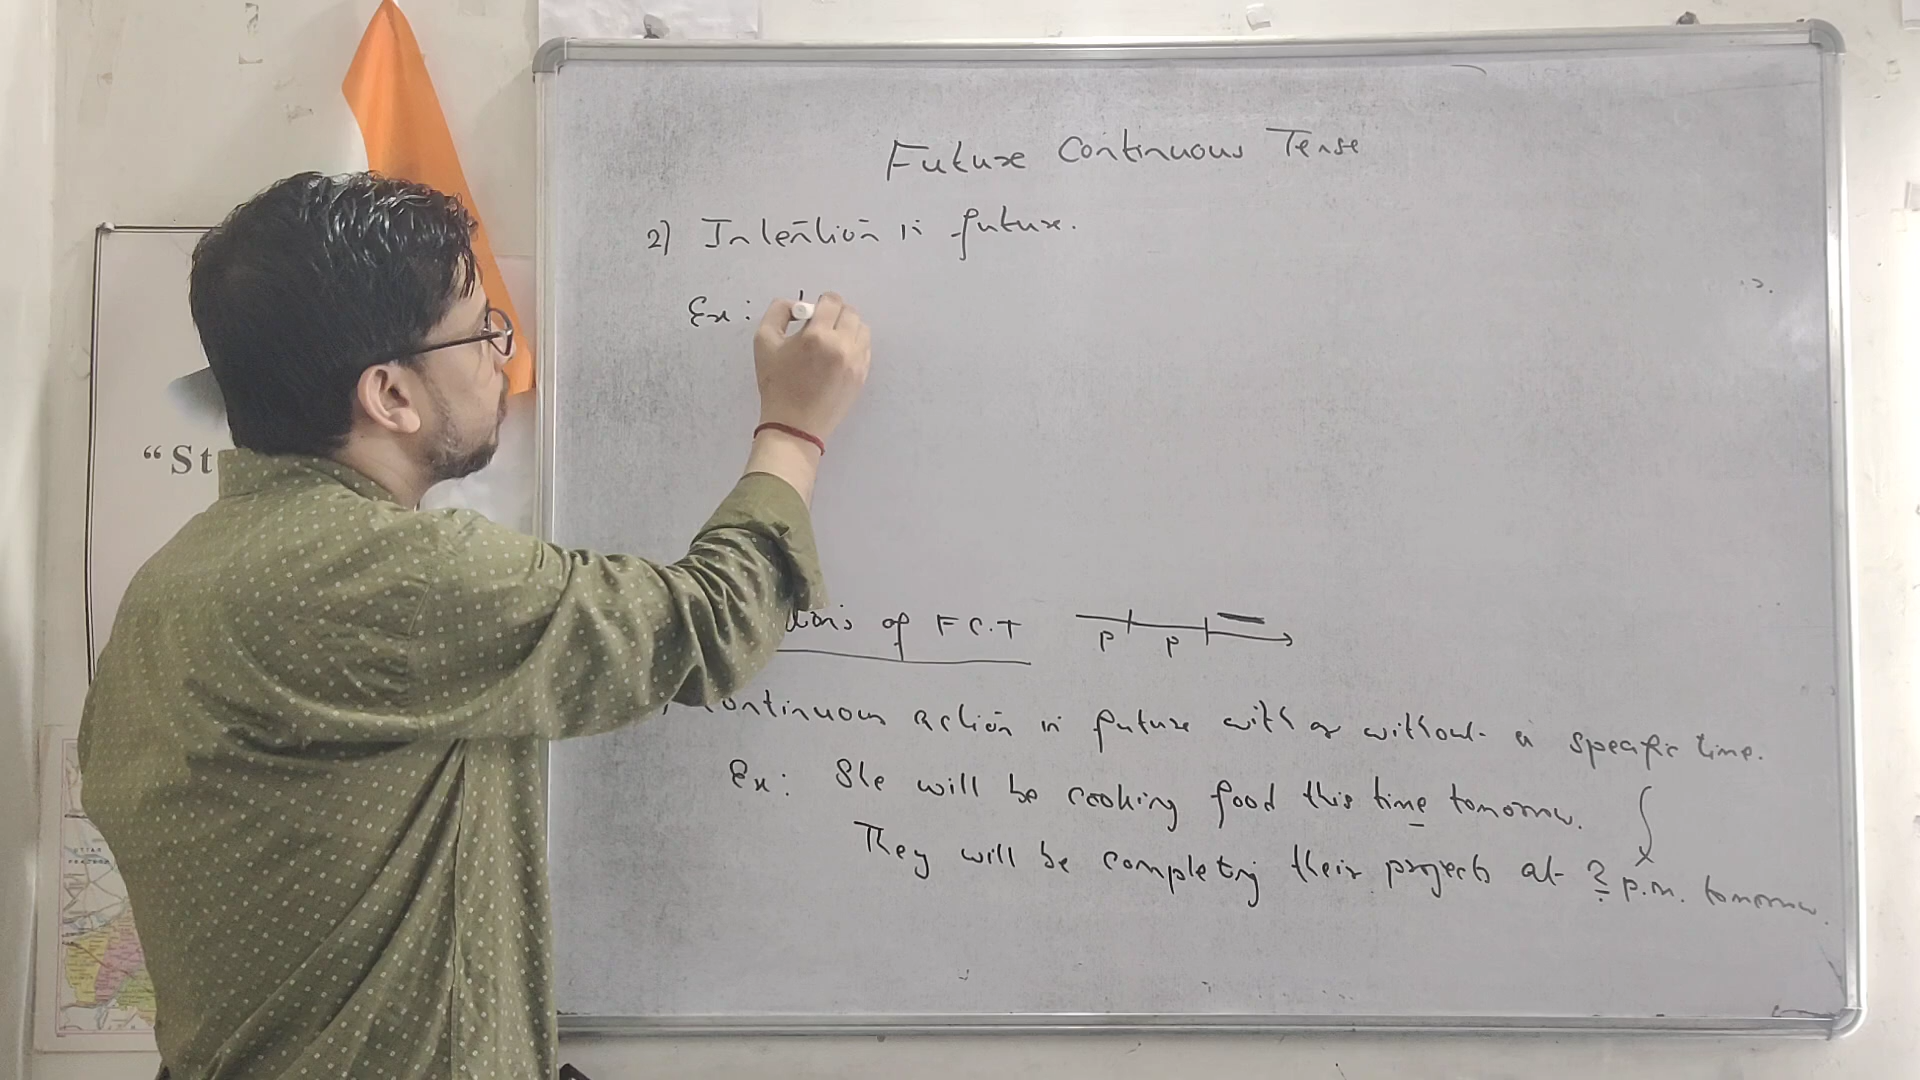 Future Continuous Tense
2) Intention in future.
Ex:
"St
of F.C.T
P P
Continuous action in future with or without a specific time.
Ex: She will be cooking food this time tomorrow.
They will be completing their projects at 2 p.m. tomorrow.